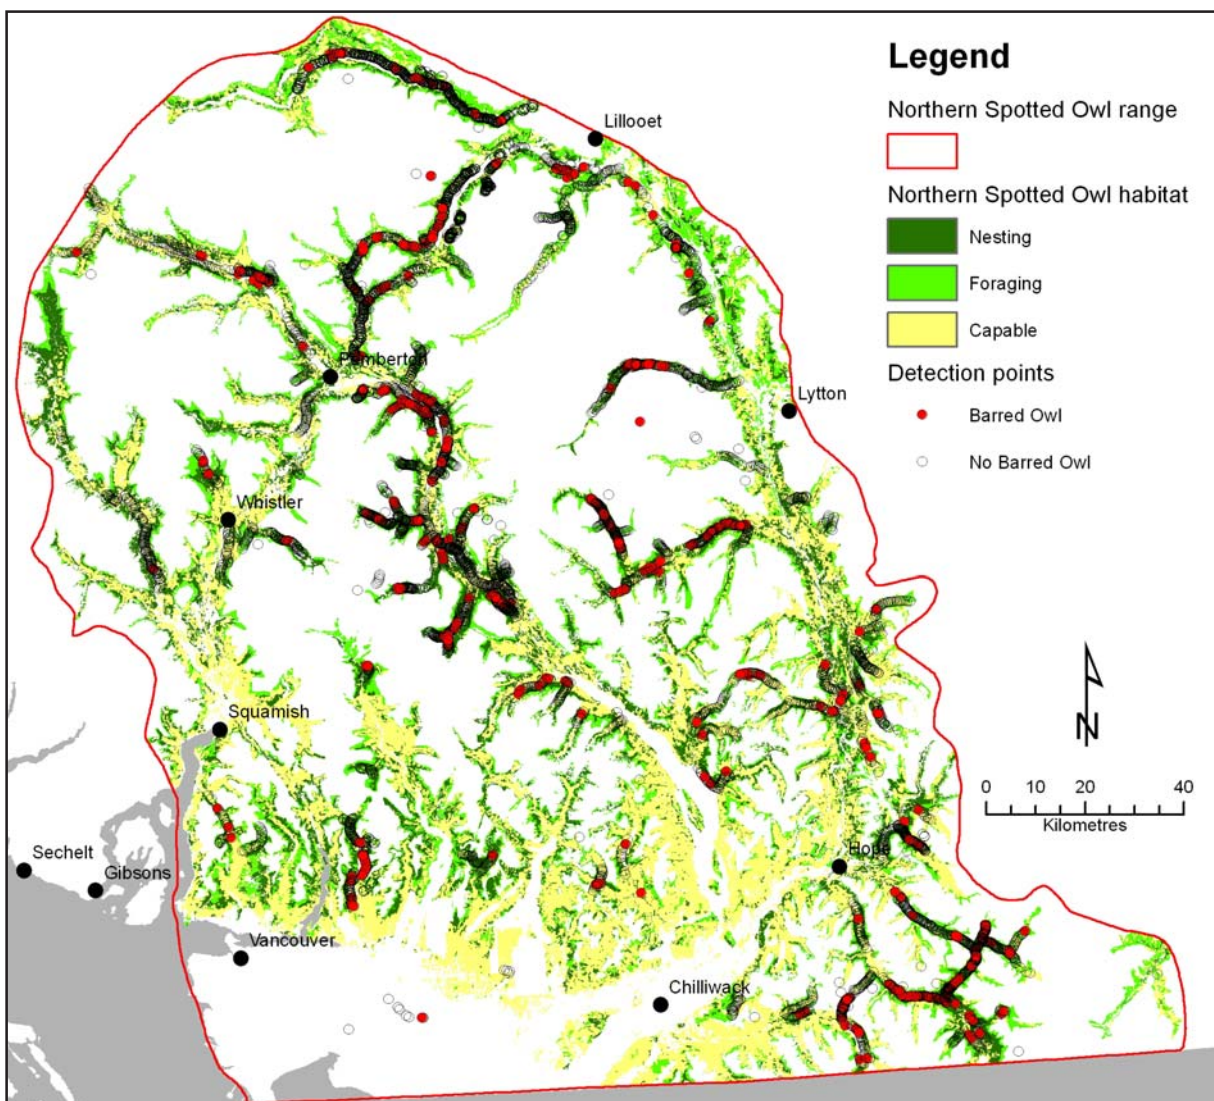 Legend
Northern Spotted Owl range
Northern Spotted Owl habitat
Nesting
Foraging
Capable
Detection points
Barred Owl
No Barred Owl
Lillooet
Pemberton
Lytton
Whistler
Squamish
N
0 10 20 40
Kilometres
Sechelt
Gibsons
Hope
Vancouver
Chilliwack